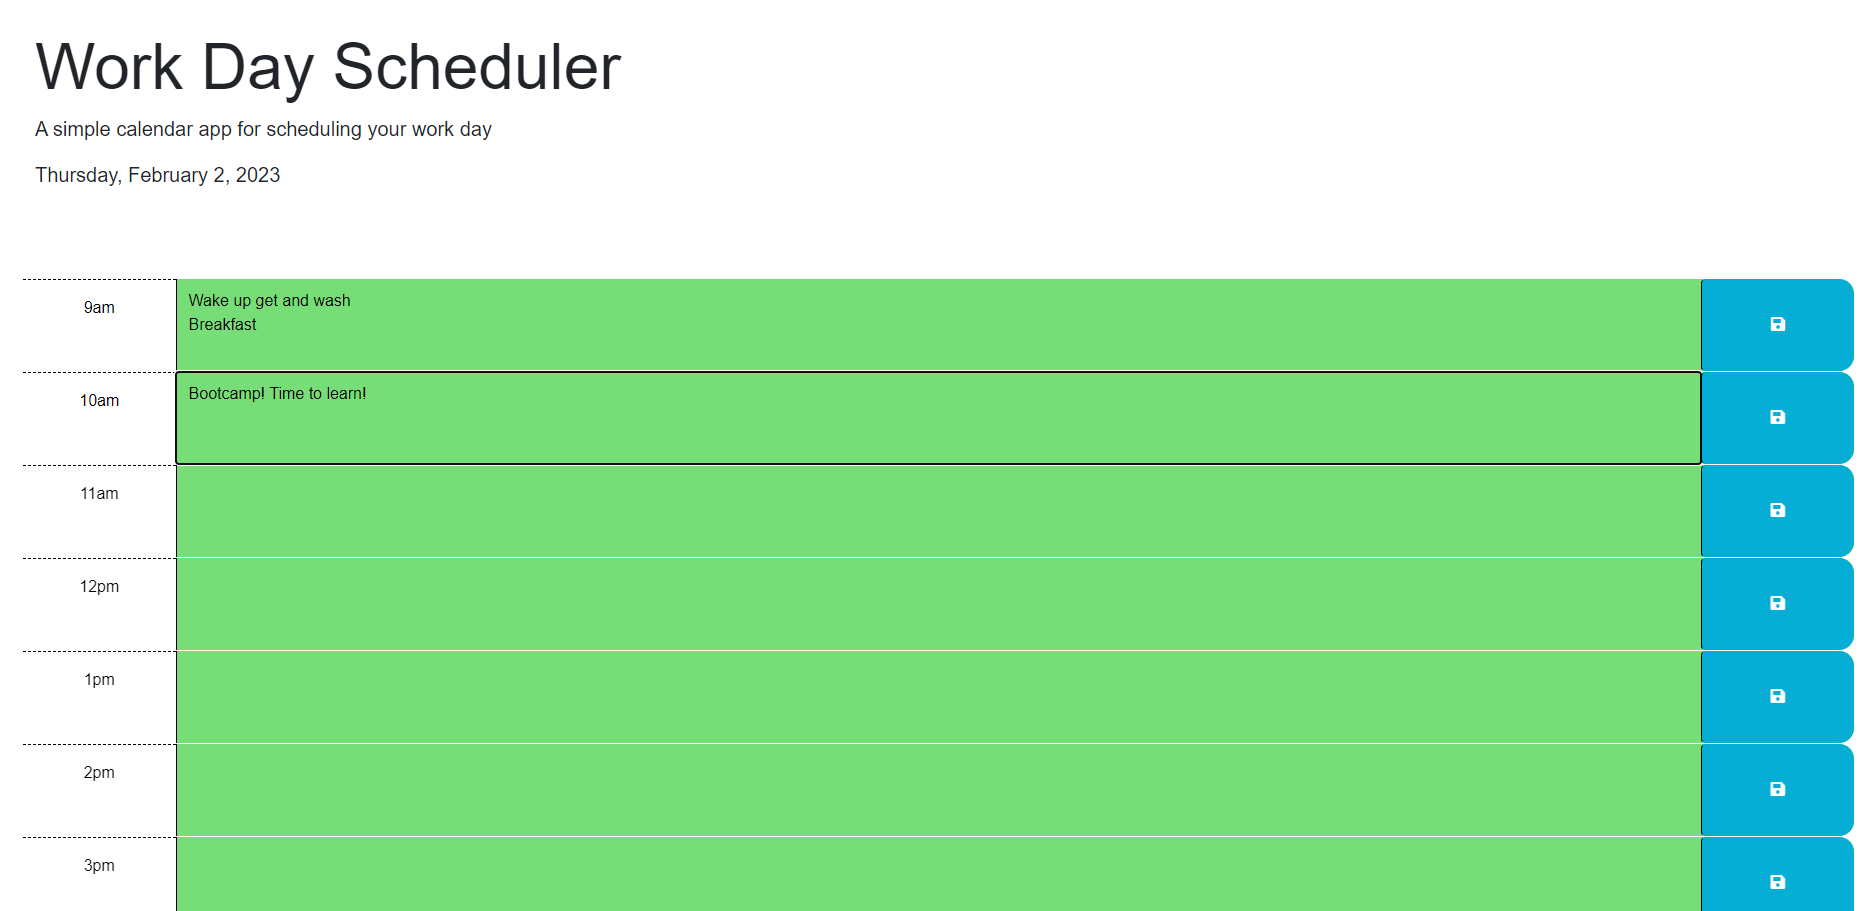 Work Day Scheduler
A simple calendar app for scheduling your work day
Thursday, February 2, 2023
9am
Wake up get and wash
Breakfast
10am
Bootcamp! Time to learn!
11am
12pm
1pm
2pm
3pm